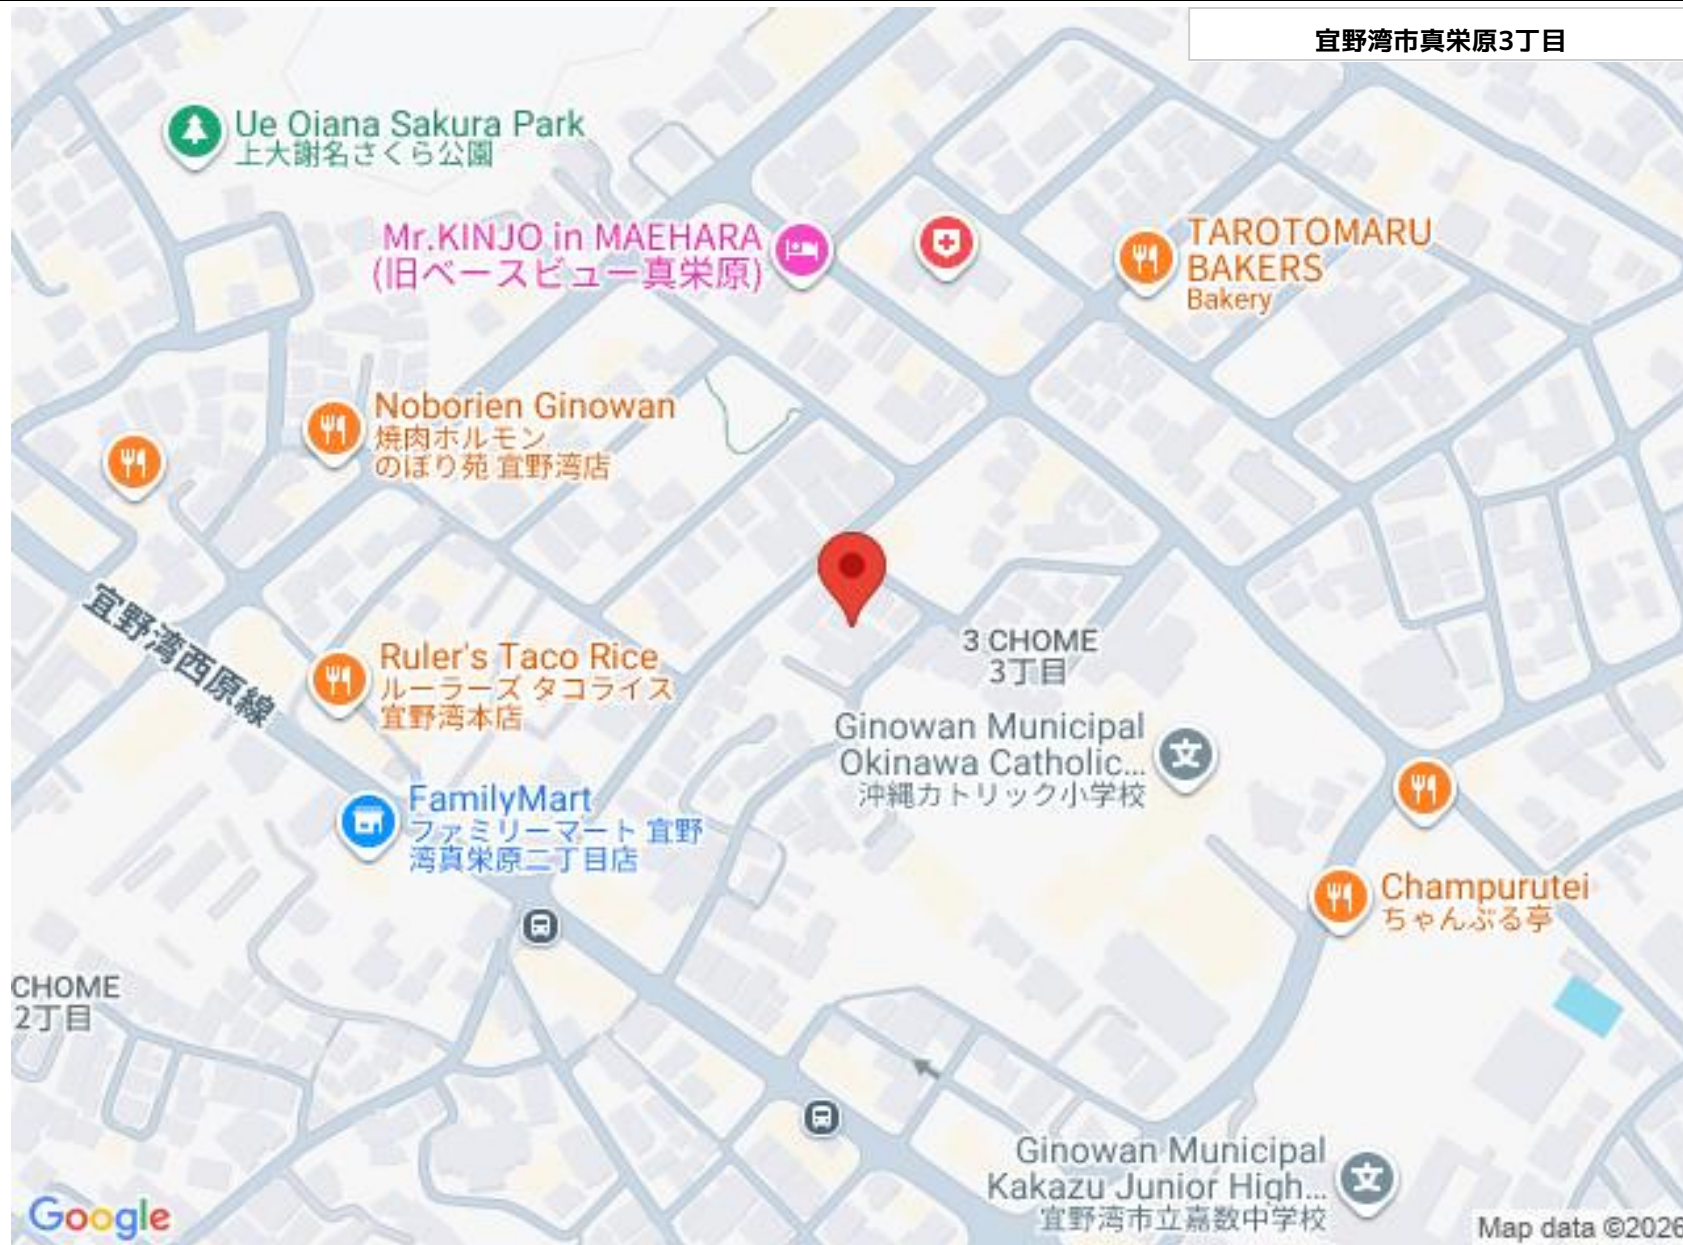 宜野湾市真栄原3丁目
Ue Oiana Sakura Park
上大謝名さくら公園
Mr.KINJO in MAEHARA
(旧ベースビュー真栄原)
TAROTOMARU
BAKERS
Bakery
Noborien Ginowan
焼肉ホルモン
のぼり苑 宜野湾店
宜野湾西原線
Ruler's Taco Rice
ルーラーズ タコライス
宜野湾本店
3 CHOME
3丁目
Ginowan Municipal
Okinawa Catholic...
沖縄カトリック小学校
FamilyMart
ファミリーマート 宜野
湾真栄原二丁目店
Champurutei
ちゃんぷる亭
CHOME
2丁目
Ginowan Municipal
Kakazu Junior High...
宜野湾市立嘉数中学校
Google
Map data ©2026